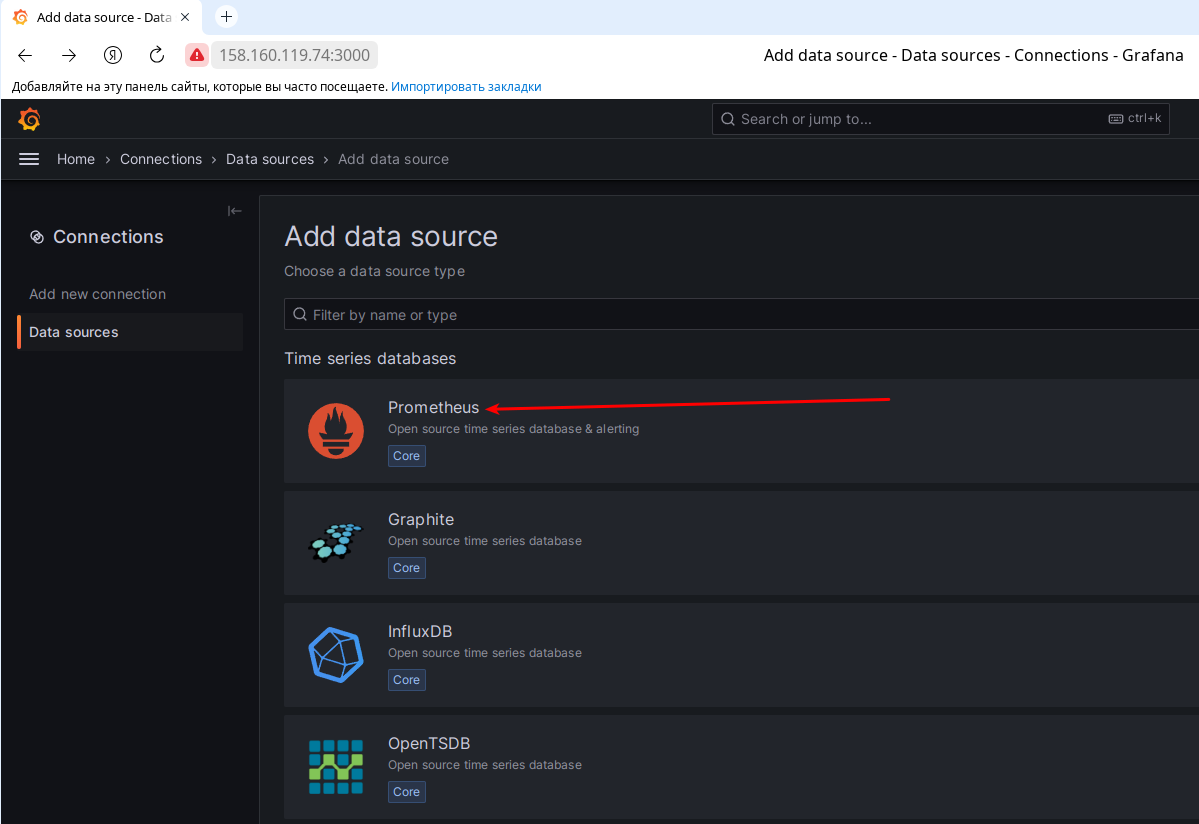 Add data source - Data
158.160.119.74:3000
Add data source - Data sources - Connections - Grafana
Добавляйте на эту панель сайты, которые вы часто посещаете. Импортировать закладки
Search or jump to...
ctrl+k
Home › Connections › Data sources › Add data source
Connections
Add new connection
Data sources
Add data source
Choose a data source type
Filter by name or type
Time series databases
Prometheus
Open source time series database & alerting
Core
Graphite
Open source time series database
Core
InfluxDB
Open source time series database
Core
OpenTSDB
Open source time series database
Core